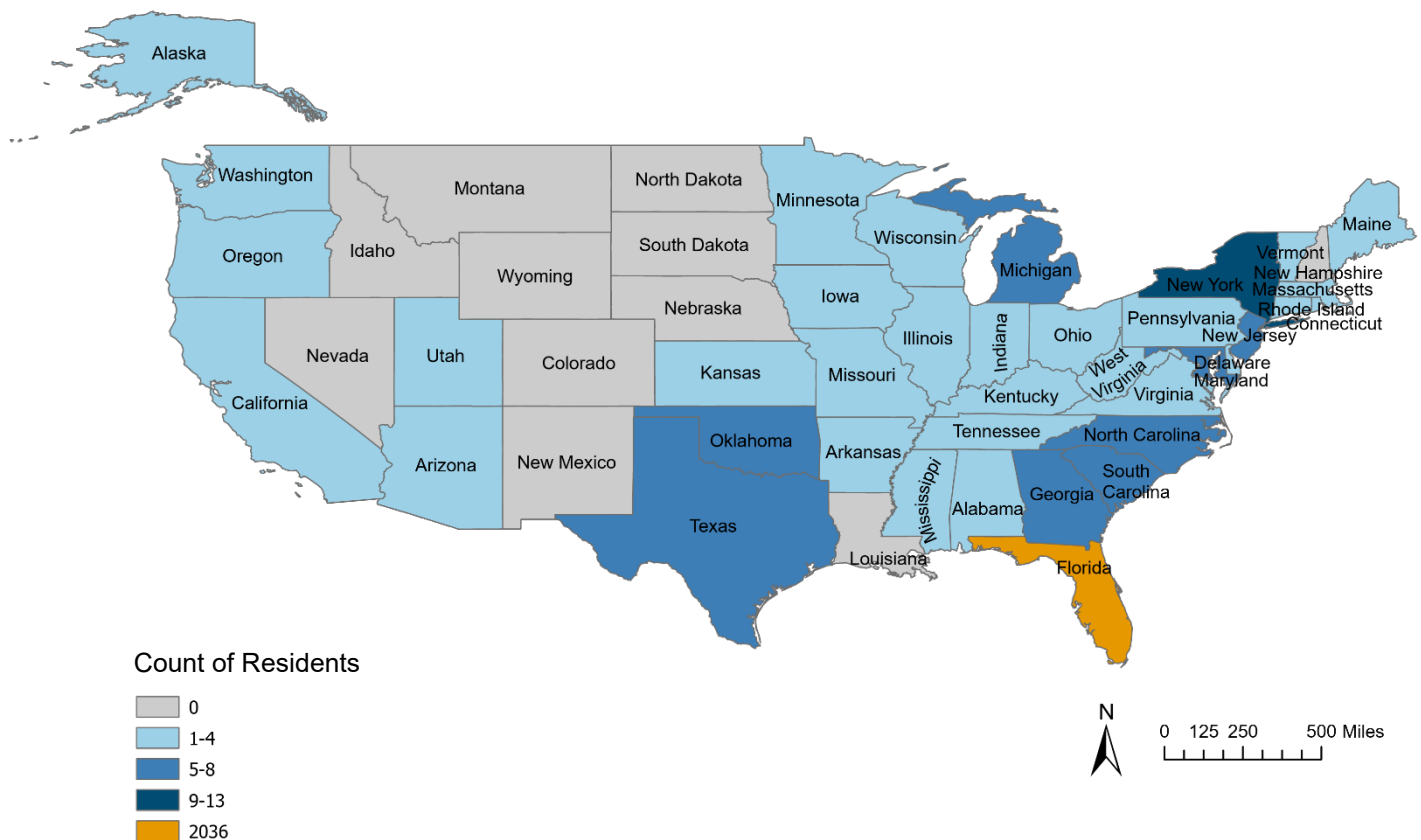 Alaska
Washington
Montana
North Dakota
Minnesota
Maine
Oregon
Idaho
South Dakota
Wisconsin
Vermont
Michigan
New Hampshire
Wyoming
New York
Massachusetts
Iowa
Nebraska
Rhode Island
Pennsylvania
Connecticut
Nevada
Utah
Colorado
Illinois
Indiana
Ohio
New Jersey
Kansas
Missouri
West
Virginia
Delaware
Maryland
California
Kentucky
Virginia
Oklahoma
Tennessee
North Carolina
Arizona
New Mexico
Arkansas
South
Carolina
Mississippi
Alabama
Georgia
Texas
Louisiana
Florida
Count of Residents
0
1-4
5-8
9-13
2036
N
0 125 250 500 Miles